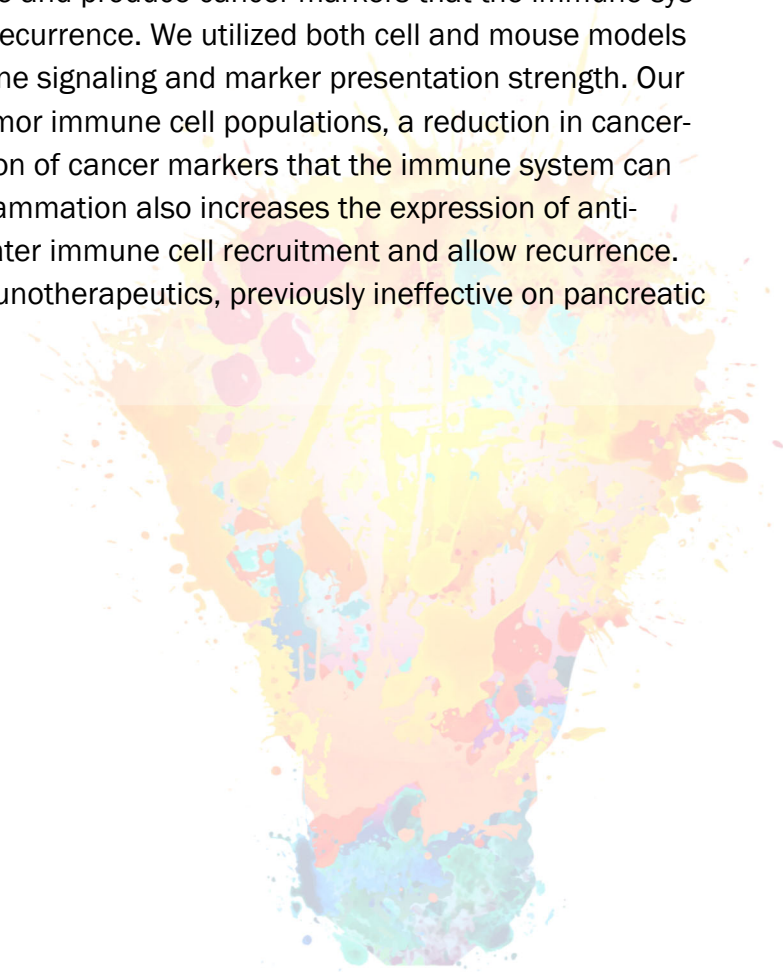 and produce cancer markers that the immune sys
ecurrence. We utilized both cell and mouse models
ne signaling and marker presentation strength. Our
mor immune cell populations, a reduction in cancer-
on of cancer markers that the immune system can
ammation also increases the expression of anti-
ater immune cell recruitment and allow recurrence.
unotherapeutics, previously ineffective on pancreatic